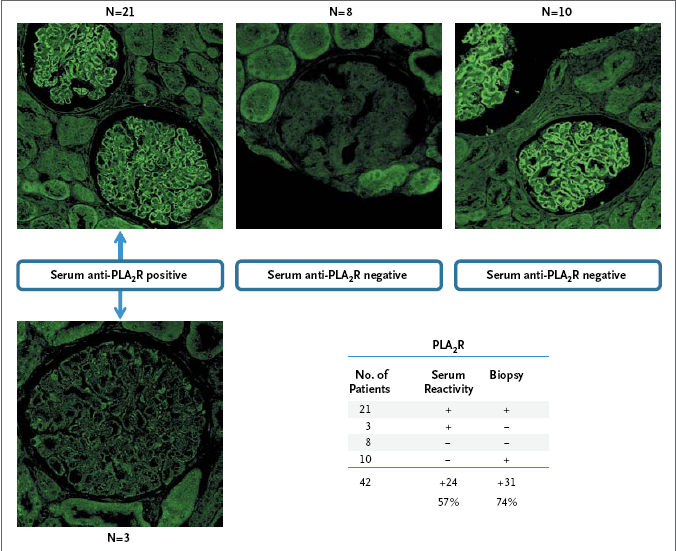 N=21
N=8
N=10
Serum anti-PLA2R positive
Serum anti-PLA2R negative
Serum anti-PLA2R negative
N=3
PLA2R
No. of Patients
Serum Reactivity
Biopsy
21 + +
3 + –
8 – –
10 – +
42 +24 +31
57% 74%